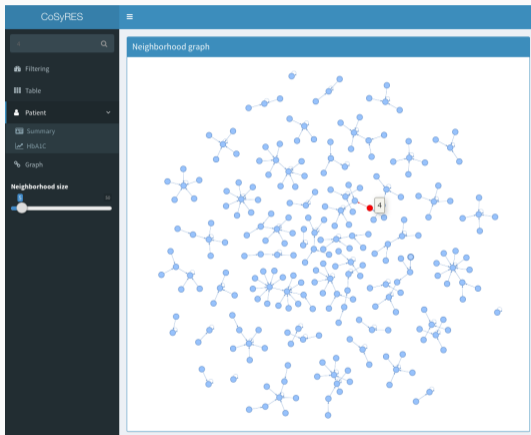 CoSyRES
Neighborhood graph
Filtering
Table
Patient
Summary
HbA1C
Graph
Neighborhood size
4